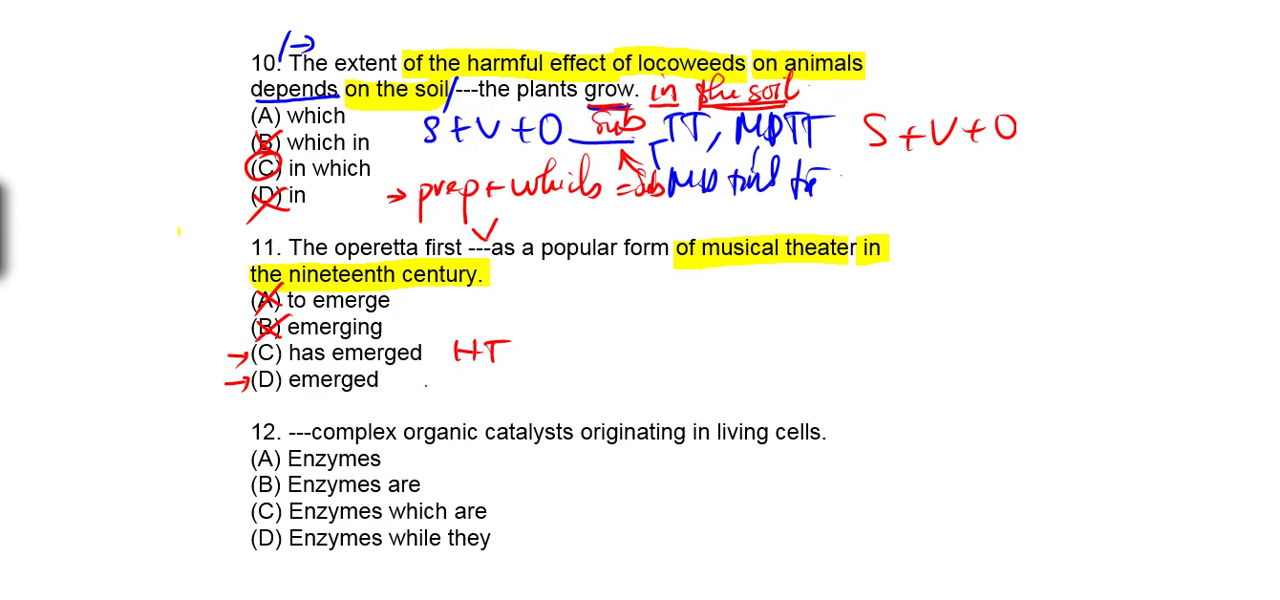 10. The extent of the harmful effect of locoweeds on animals
depends on the soil ---the plants grow. in the soil
(A) which S + V + O sub TT, MĐTT S + V + O
(B) which in
(C) in which
(D) in → prep + which = sub MĐ
11. The operetta first ---as a popular form of musical theater in
the nineteenth century.
(A) to emerge
(B) emerging
(C) has emerged HT
(D) emerged
12. ---complex organic catalysts originating in living cells.
(A) Enzymes
(B) Enzymes are
(C) Enzymes which are
(D) Enzymes while they